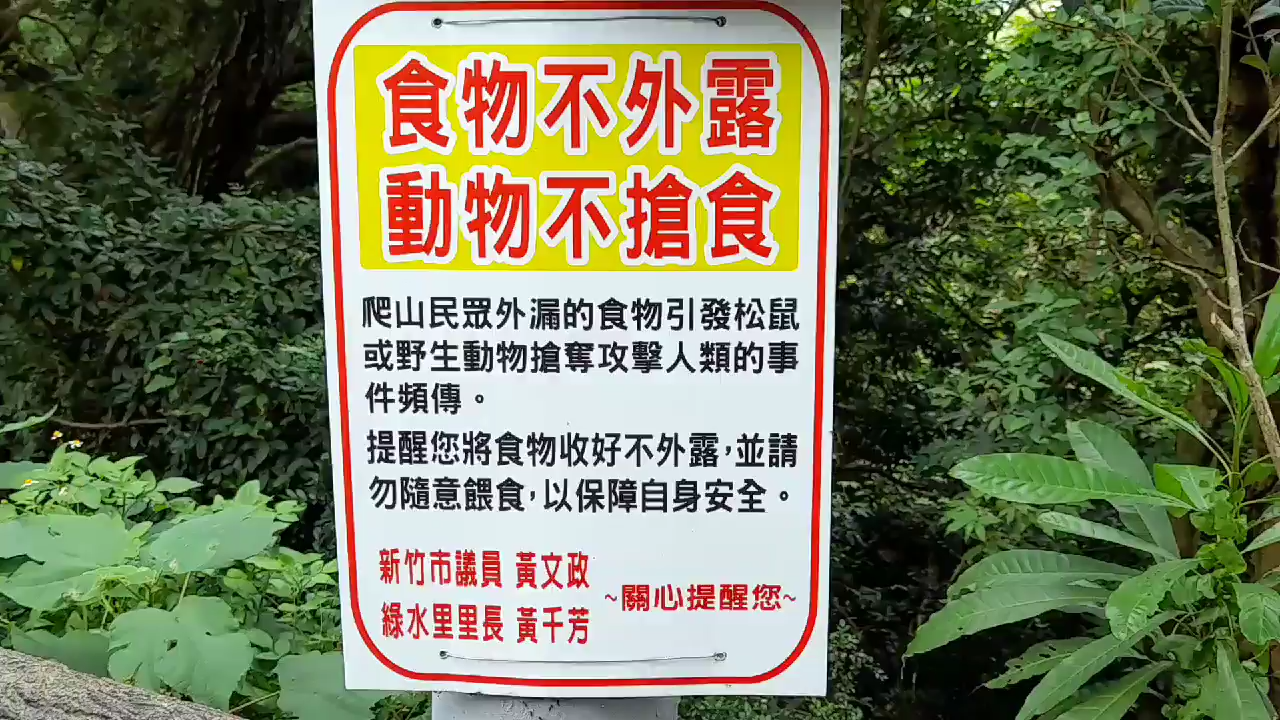 食物不外露
動物不搶食
爬山民眾外漏的食物引發松鼠
或野生動物搶奪攻擊人類的事
件頻傳。
提醒您將食物收好不外露,並請
勿隨意餵食,以保障自身安全。
新竹市議員 黃文政
綠水里里長 黃千芳
~關心提醒您~